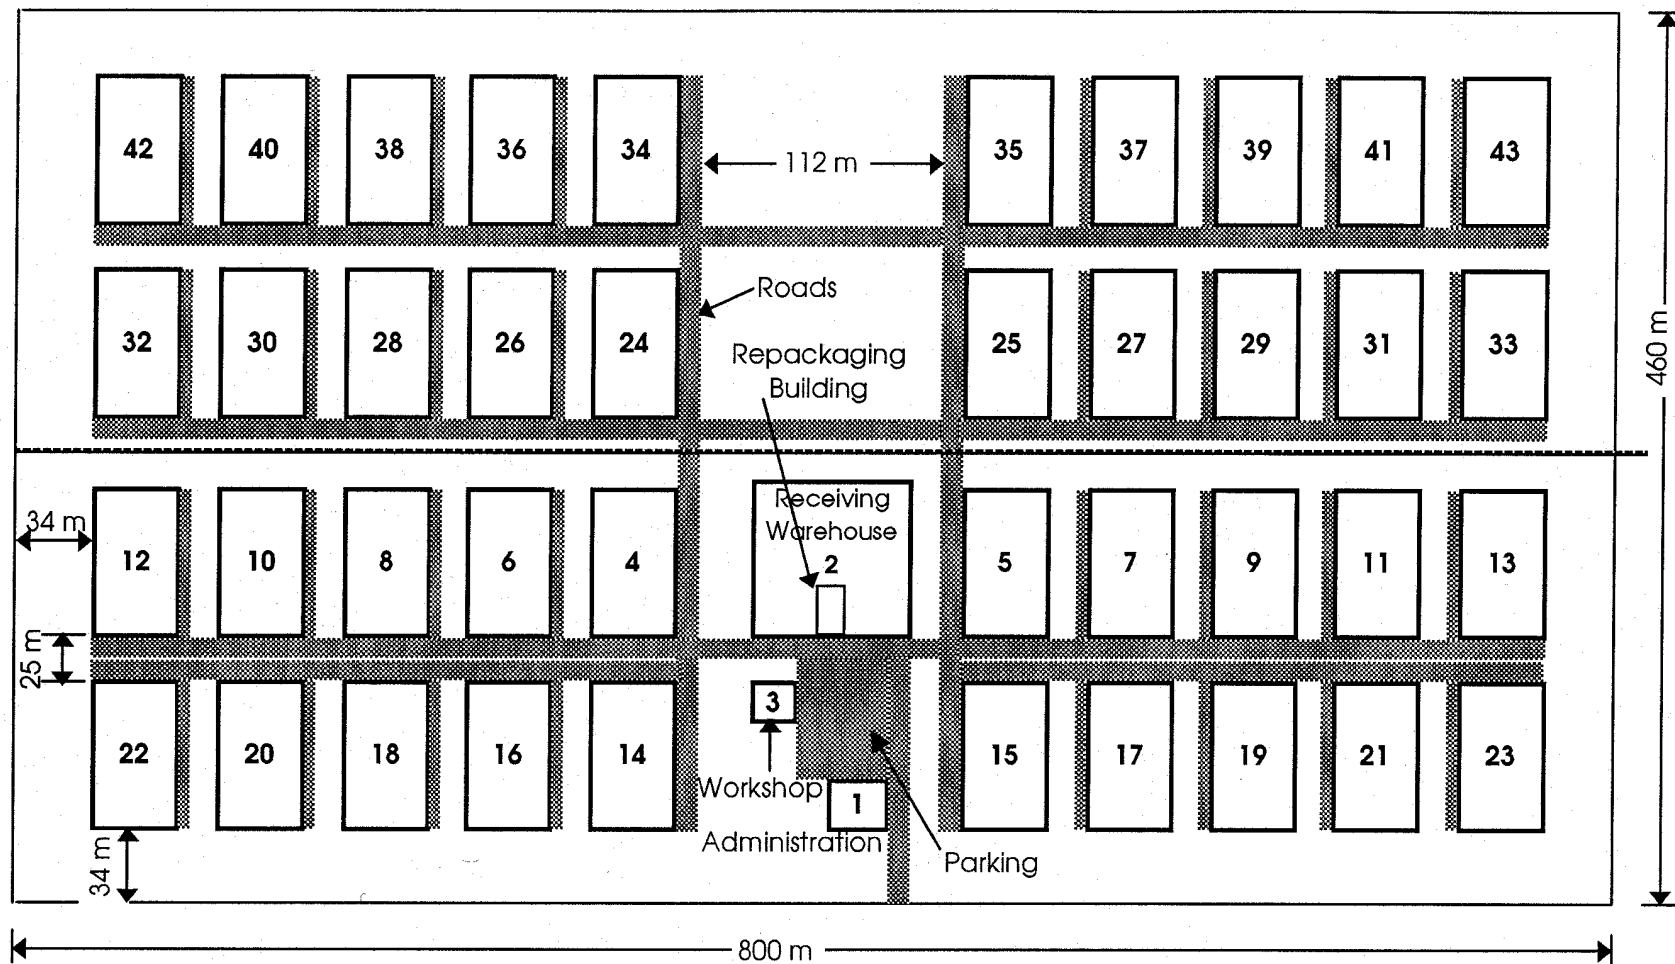 42 40 38 36 34 112 m 35 37 39 41 43
32 30 28 26 24 Roads 25 27 29 31 33
Repackaging
Building
460 m
34 m
12 10 8 6 4 Receiving
Warehouse
2 5 7 9 11 13
25 m
22 20 18 16 14 3 15 17 19 21 23
Workshop 1
Administration Parking
34 m
800 m